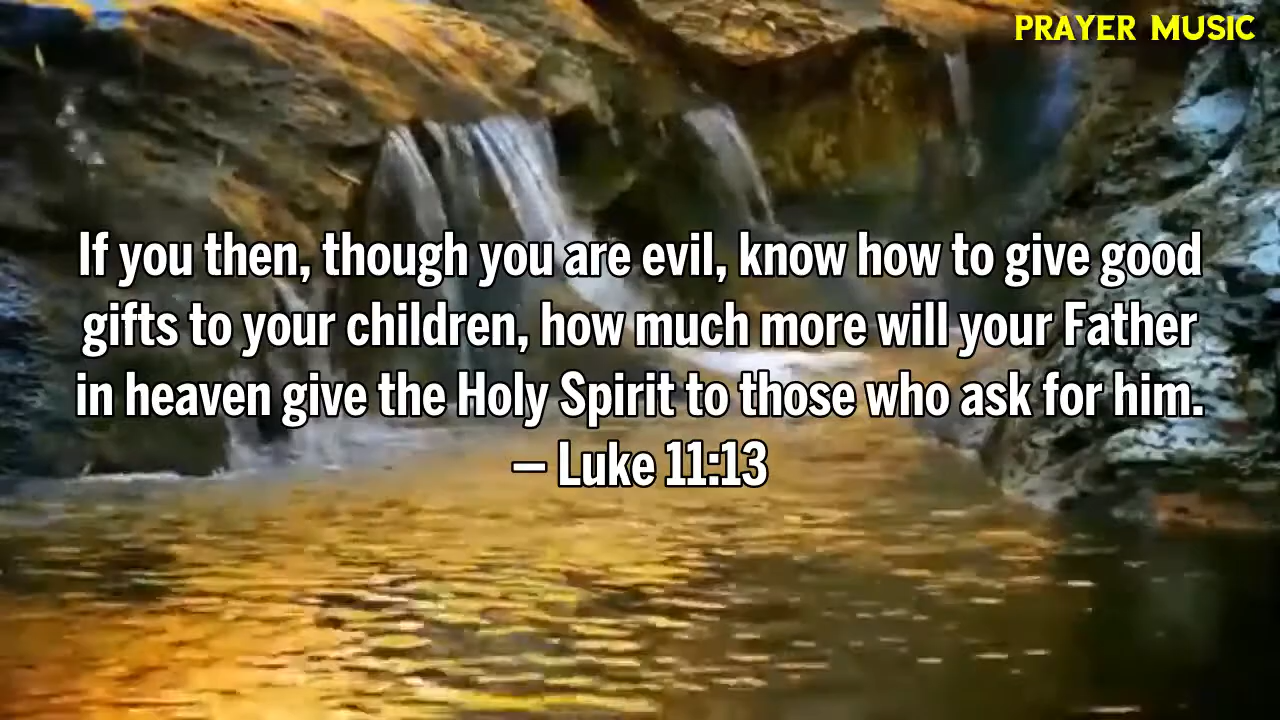 PRAYER MUSIC
If you then, though you are evil, know how to give good
gifts to your children, how much more will your Father
in heaven give the Holy Spirit to those who ask for him.
– Luke 11:13